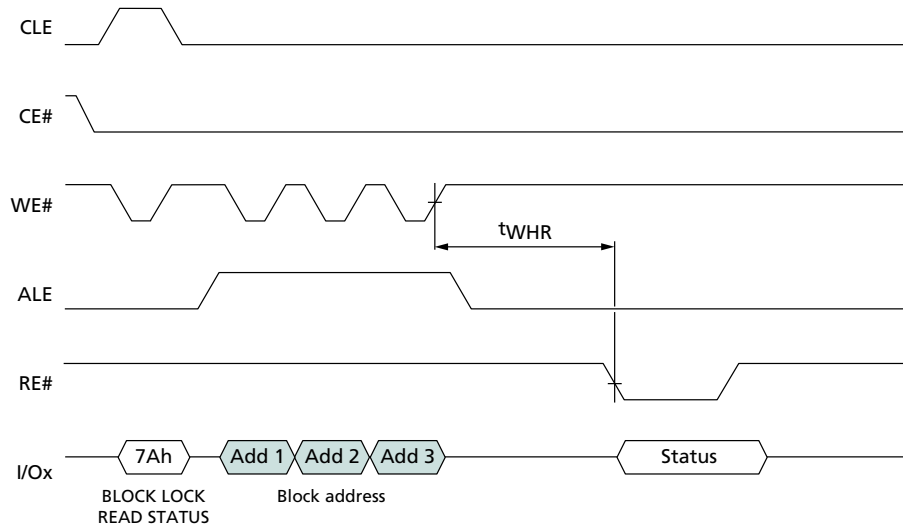 CLE
CE#
WE#
tWHR
ALE
RE#
I/Ox
7Ah
Add 1
Add 2
Add 3
Status
BLOCK LOCK
READ STATUS
Block address